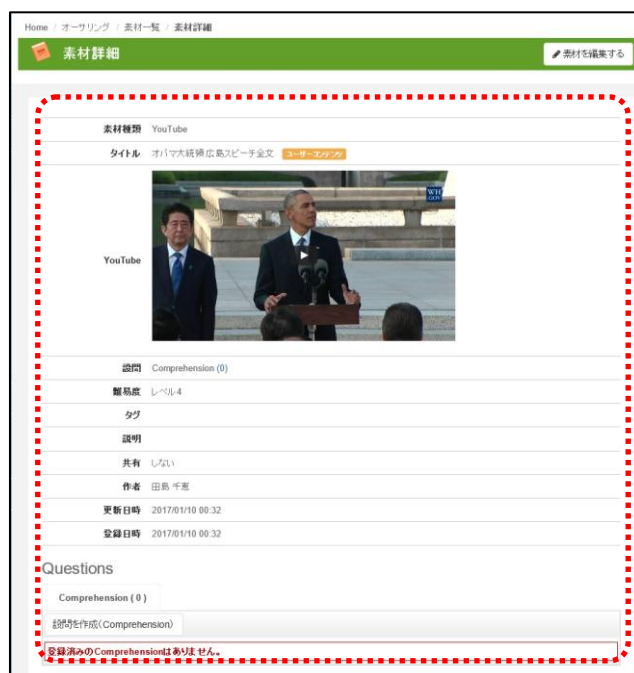 Home / オーサリング / 素材一覧 / 素材詳細
素材詳細
素材を編集する
素材種類 YouTube
タイトル オバマ大統領広島スピーチ全文 ユーザーコンテンツ
WH.GOV
YouTube
設問 Comprehension (0)
難易度 レベル4
タグ
説明
共有 しない
作者 田島 千恵
更新日時 2017/01/10 00:32
登録日時 2017/01/10 00:32
Questions
Comprehension ( 0 )
設問を作成(Comprehension)
登録済みのComprehensionはありません。